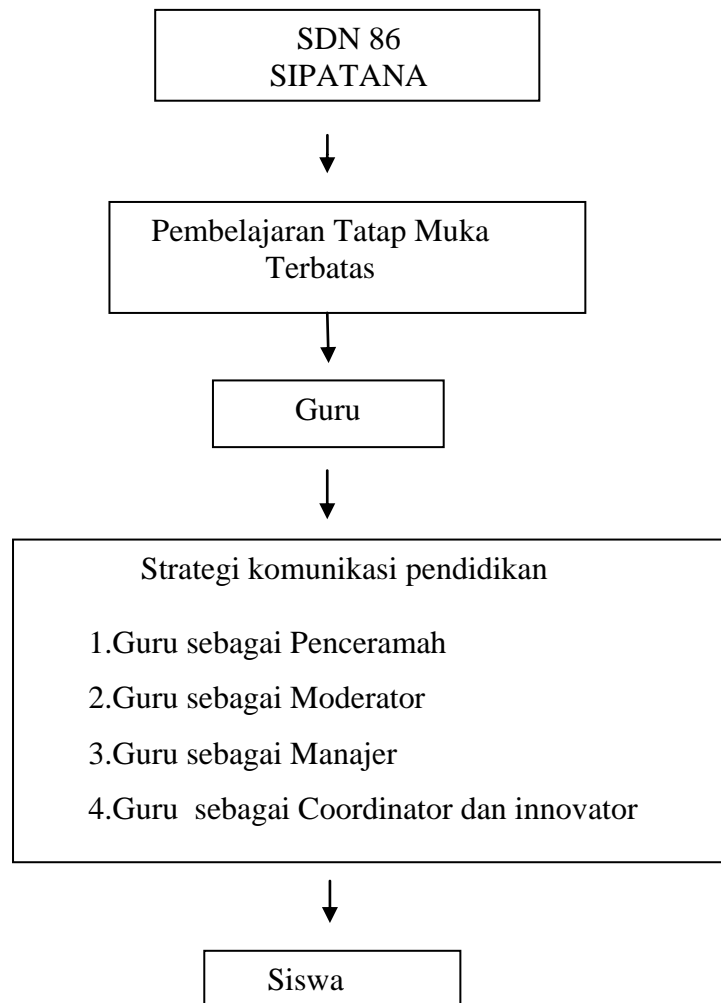 SDN 86
SIPATANA
Pembelajaran Tatap Muka
Terbatas
Guru
Strategi komunikasi pendidikan
1.Guru sebagai Penceramah
2.Guru sebagai Moderator
3.Guru sebagai Manajer
4.Guru sebagai Coordinator dan innovator
Siswa